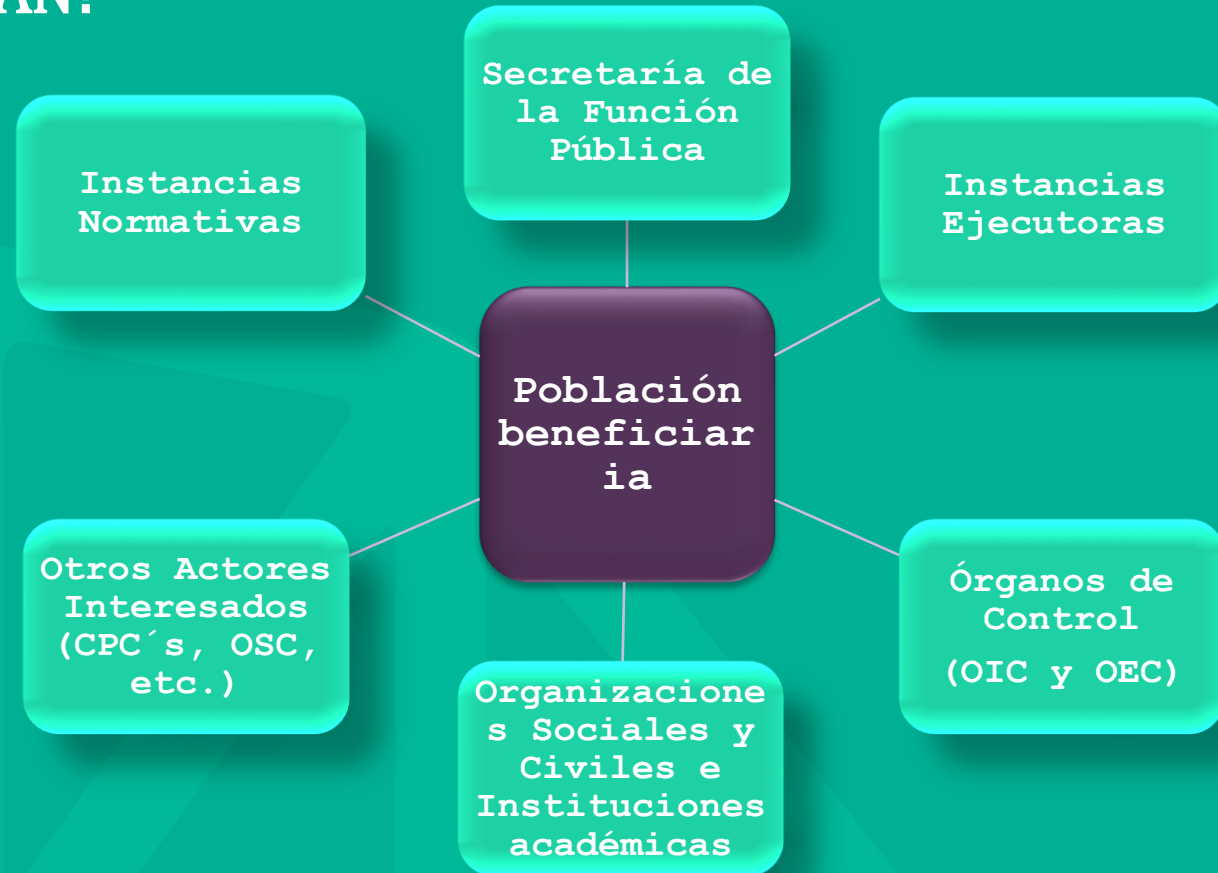 Secretaría de
la Función
Pública
Instancias
Normativas
Instancias
Ejecutoras
Población
beneficiar
ia
Otros Actores
Interesados
(CPC´s, OSC,
etc.)
Órganos de
Control
(OIC y OEC)
Organizacione
s Sociales y
Civiles e
Instituciones
académicas